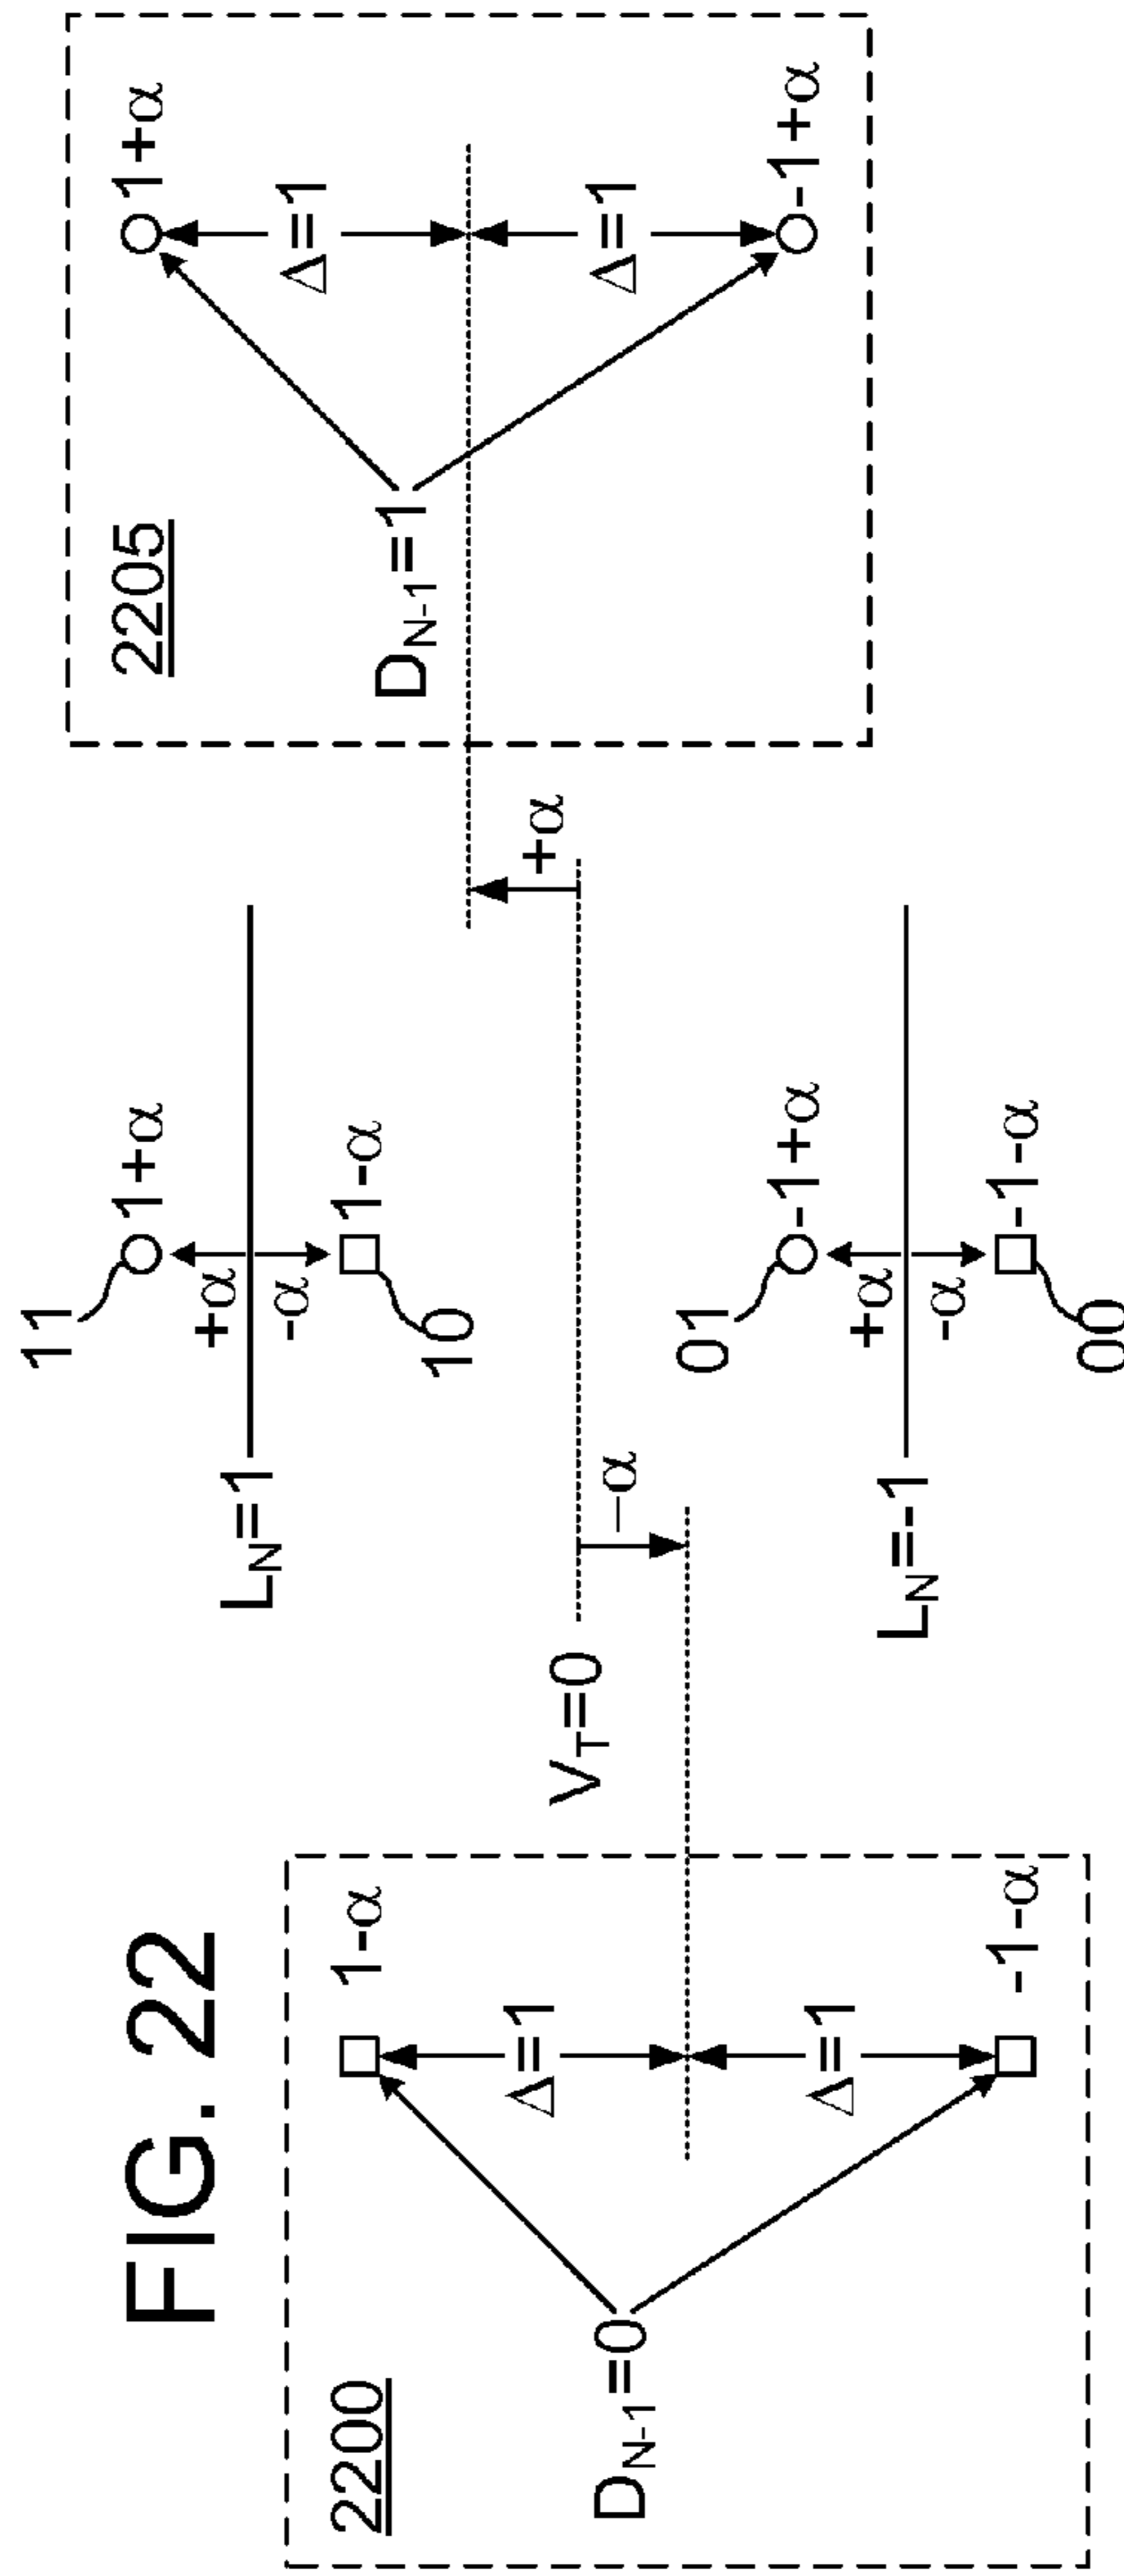 FIG. 22
2200
D_{N-1}=0
1-α
Δ=1
Δ=1
-1-α
V_T=0
-α
L_N=1
11
1+α
+α
-α
10
1-α
L_N=-1
01
-1+α
+α
-α
00
-1-α
+α
2205
D_{N-1}=1
1+α
Δ=1
Δ=1
-1+α